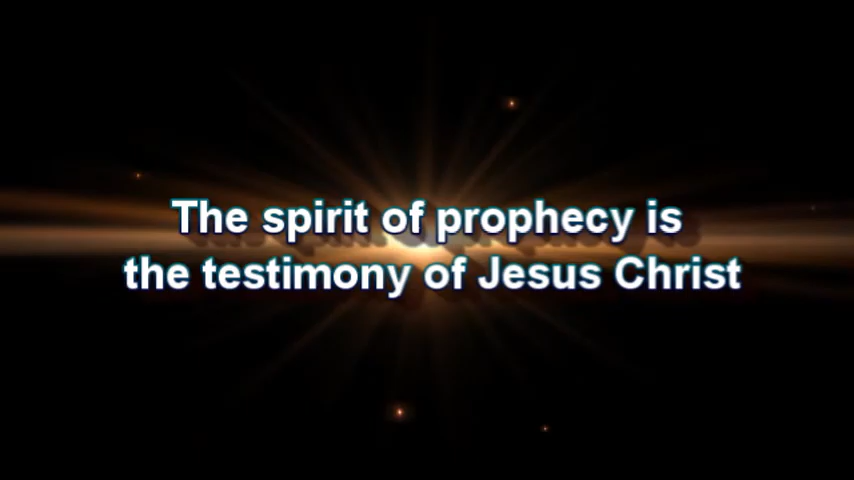 The spirit of prophecy is
the testimony of Jesus Christ